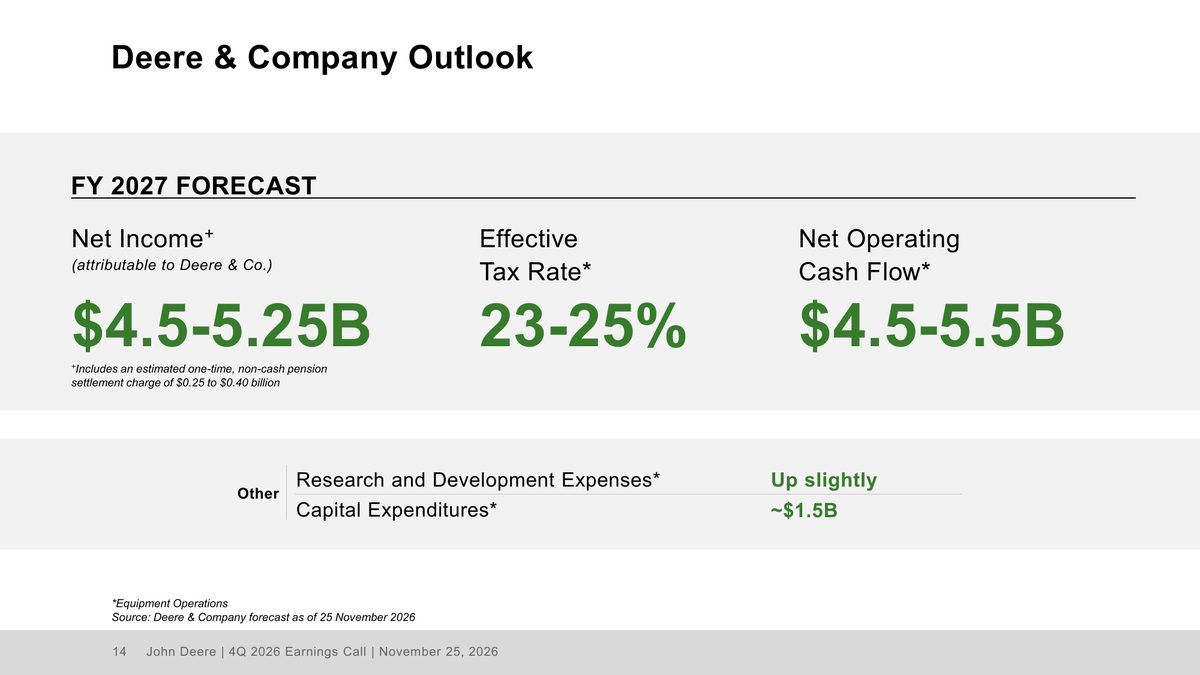 Deere & Company Outlook
FY 2027 FORECAST
Net Income+
(attributable to Deere & Co.)
$4.5-5.25B
+Includes an estimated one-time, non-cash pension
settlement charge of $0.25 to $0.40 billion
Effective
Tax Rate*
23-25%
Net Operating
Cash Flow*
$4.5-5.5B
Other
Research and Development Expenses* Up slightly
Capital Expenditures* ~$1.5B
*Equipment Operations
Source: Deere & Company forecast as of 25 November 2026
14 John Deere | 4Q 2026 Earnings Call | November 25, 2026